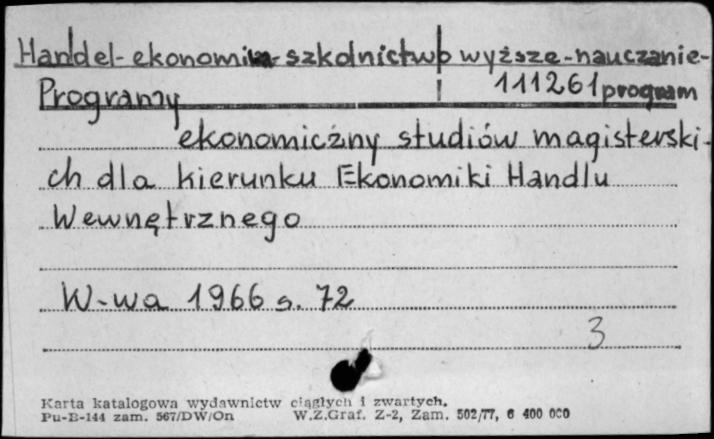 Handel-ekonomika-szkolnictwo wyższe-nauczanie-
Programy 111261 program
ekonomiczny studiów magisterski-
ch dla kierunku Ekonomiki Handlu
Wewnętrznego
W-wa 1966 s. 72
3
Karta katalogowa wydawnictw ciągłych i zwartych.
Pu-B-144 zam. 567/DW/On W.Z.Graf. Z-2, Zam. 502/77, 6 400 000